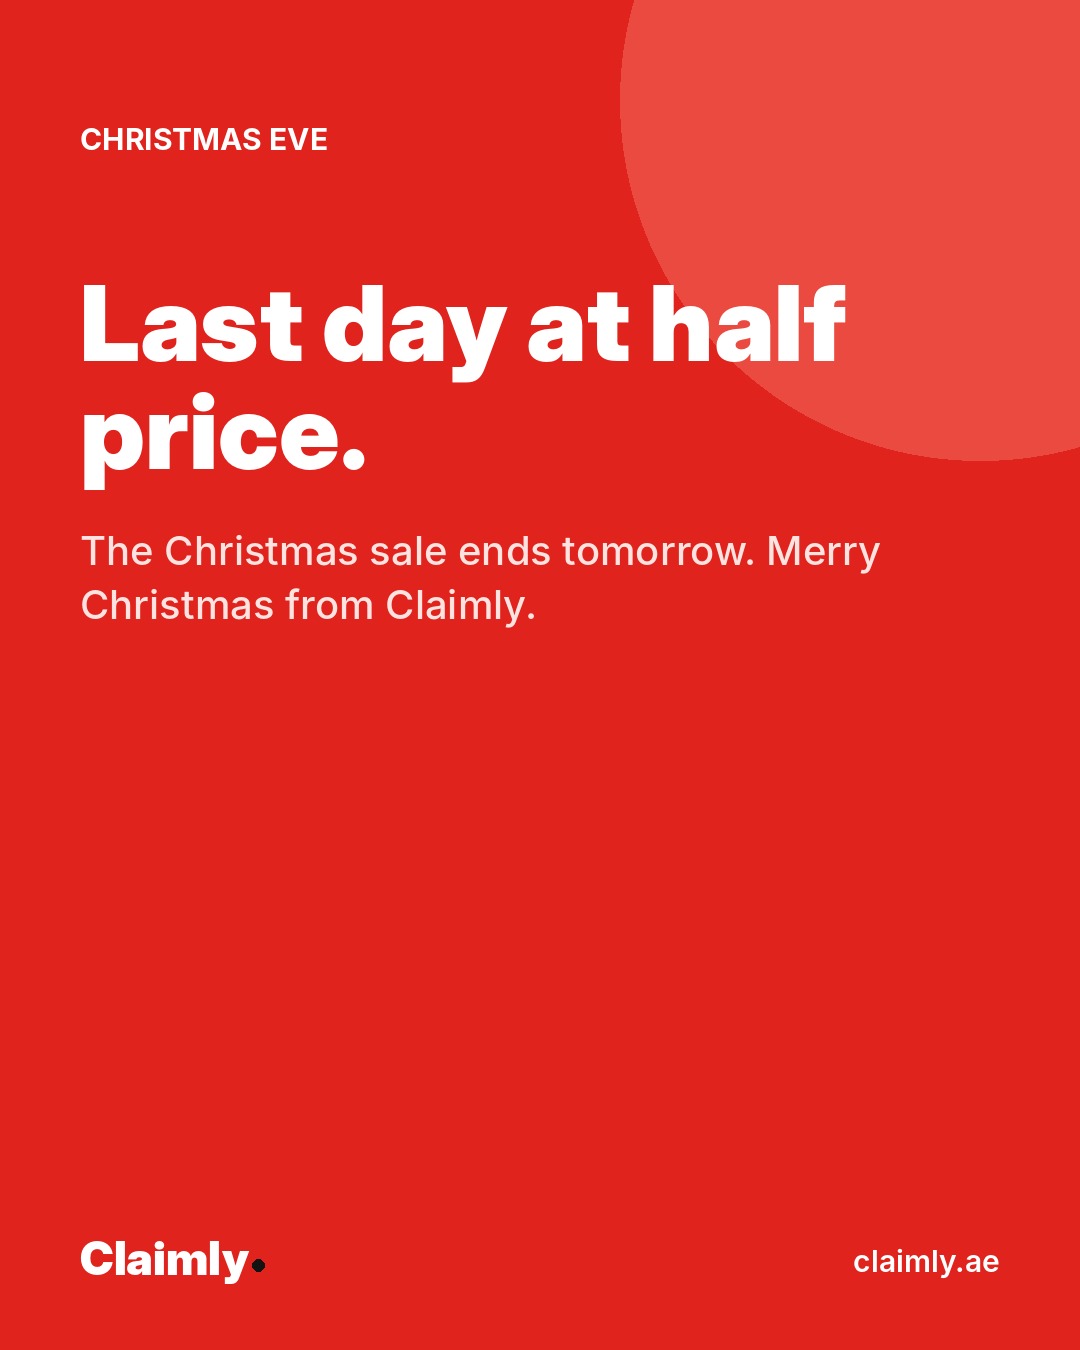 CHRISTMAS EVE
Last day at half
price.
The Christmas sale ends tomorrow. Merry
Christmas from Claimly.
Claimly.
claimly.ae